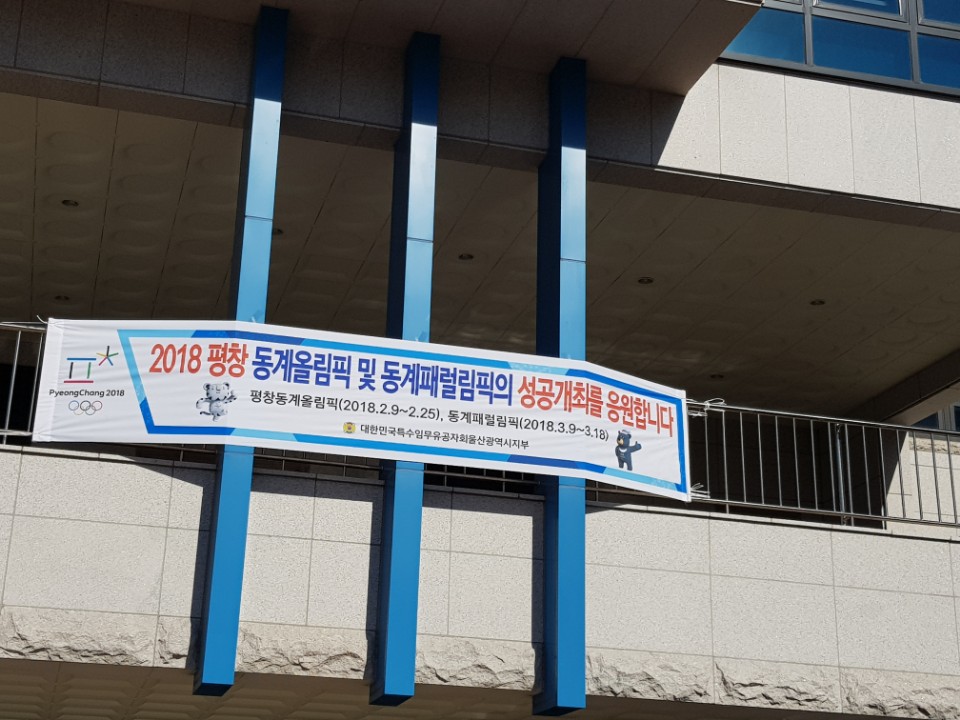 2018 평창 동계올림픽 및 동계패럴림픽의 성공개최를 응원합니다
PyeongChang 2018
평창동계올림픽(2018.2.9~2.25), 동계패럴림픽(2018.3.9~3.18)
대한민국특수임무유공자회울산광역시지부